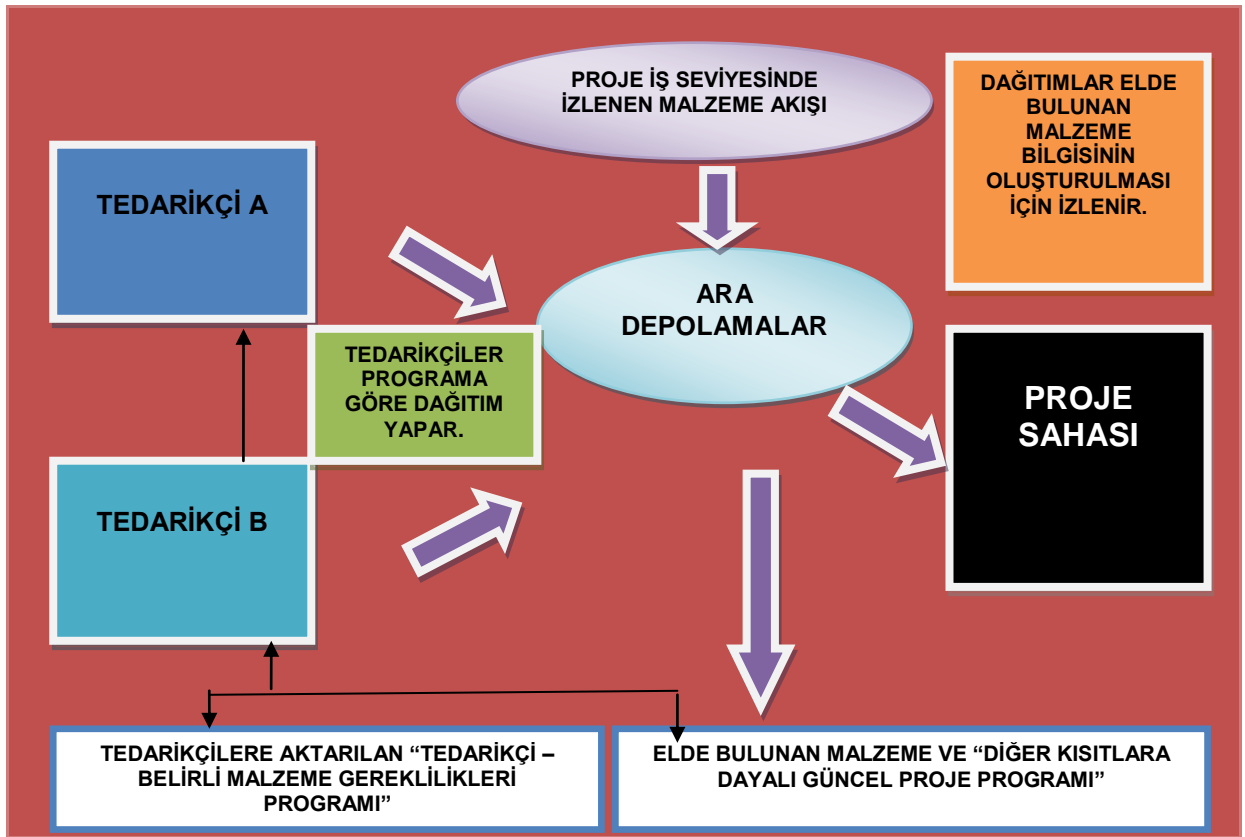 PROJE İŞ SEVİYESİNDE
İZLENEN MALZEME AKIŞI
DAĞITIMLAR ELDE
BULUNAN
MALZEME
BİLGİSİNİN
OLUŞTURULMASI
İÇİN İZLENİR.
TEDARİKÇİ A
ARA
DEPOLAMALAR
TEDARİKÇİLER
PROGRAMA
GÖRE DAĞITIM
YAPAR.
PROJE
SAHASI
TEDARİKÇİ B
TEDARİKÇİLERE AKTARILAN “TEDARİKÇİ –
BELİRLİ MALZEME GEREKLİLİKLERİ
PROGRAMI”
ELDE BULUNAN MALZEME VE “DİĞER KISITLARA
DAYALI GÜNCEL PROJE PROGRAMI”